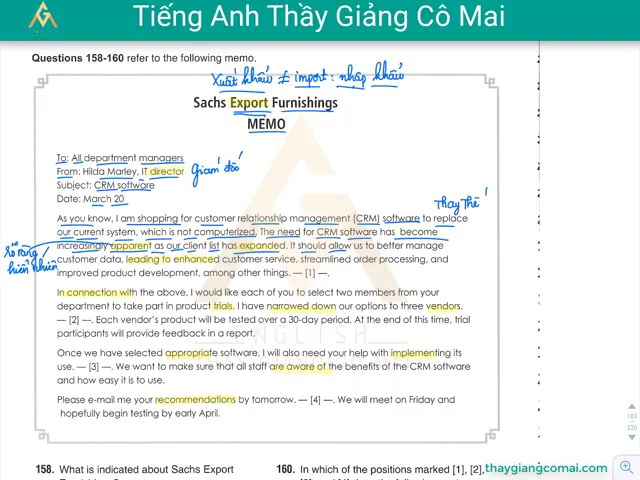 Tiếng Anh Thầy Giảng Cô Mai
Questions 158-160 refer to the following memo.
Xuất khẩu ≠ import: nhập khẩu
Sachs Export Furnishings
MEMO
To: All department managers
From: Hilda Marley, IT director
Giám đốc
Subject: CRM software
Date: March 20
Thay thế
As you know, I am shopping for customer relationship management (CRM) software to replace
our current system, which is not computerized. The need for CRM software has become
increasingly apparent as our client list has expanded. It should allow us to better manage
rõ ràng
hiển nhiên
customer data, leading to enhanced customer service, streamlined order processing, and
improved product development, among other things. — [1] —.
In connection with the above, I would like each of you to select two members from your
department to take part in product trials. I have narrowed down our options to three vendors.
— [2] —. Each vendor's product will be tested over a 30-day period. At the end of this time, trial
participants will provide feedback in a report.
ENGLISH
Once we have selected appropriate software, I will also need your help with implementing its
use. — [3] —. We want to make sure that all staff are aware of the benefits of the CRM software
and how easy it is to use.
Please e-mail me your recommendations by tomorrow. — [4] —. We will meet on Friday and
hopefully begin testing by early April.
183
220
158. What is indicated about Sachs Export
160. In which of the positions marked [1], [2],
thaygiangcomai.com